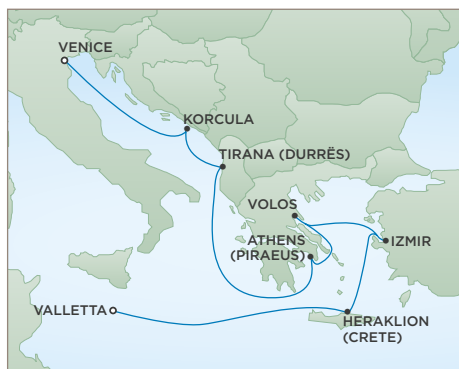 VENICE
KORCULA
TIRANA (DURRËS)
VOLOS
ATHENS
(PIRAEUS)
IZMIR
VALLETTA
HERAKLION
(CRETE)